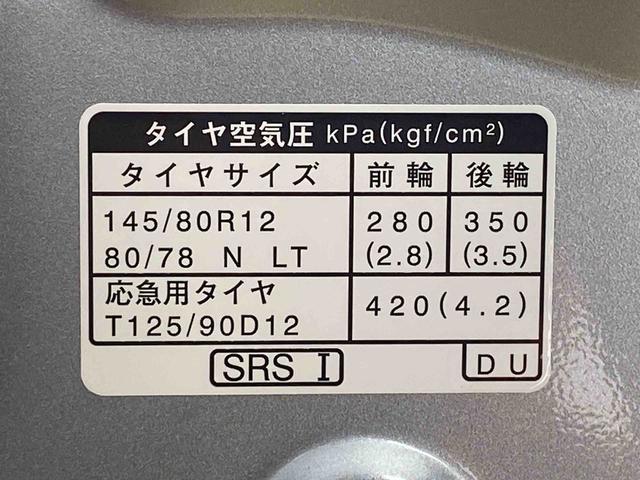 タイヤ空気圧 kPa(kgf/cm²)
タイヤサイズ 前輪 後輪
145/80R12 280 350
80/78 N LT (2.8) (3.5)
応急用タイヤ
T125/90D12 420(4.2)
SRS I DU